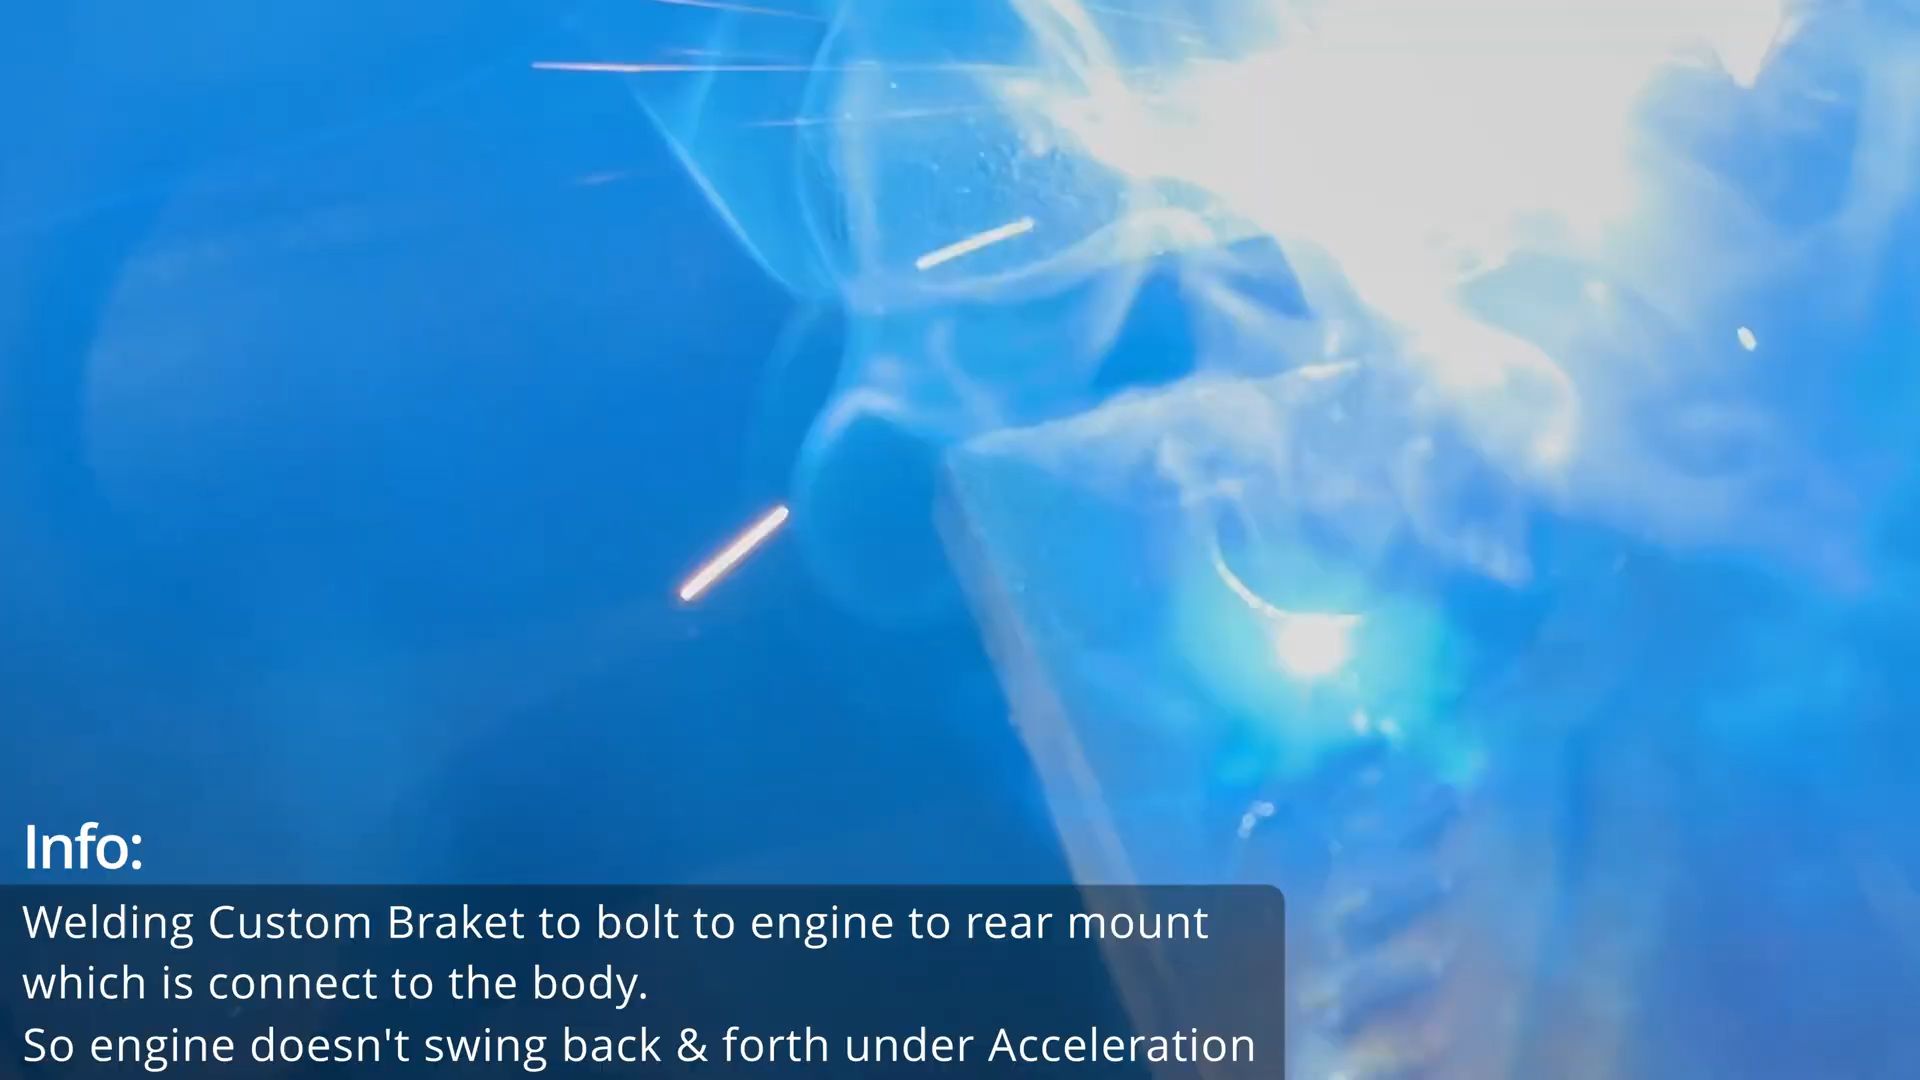 Info:
Welding Custom Braket to bolt to engine to rear mount
which is connect to the body.
So engine doesn't swing back & forth under Acceleration